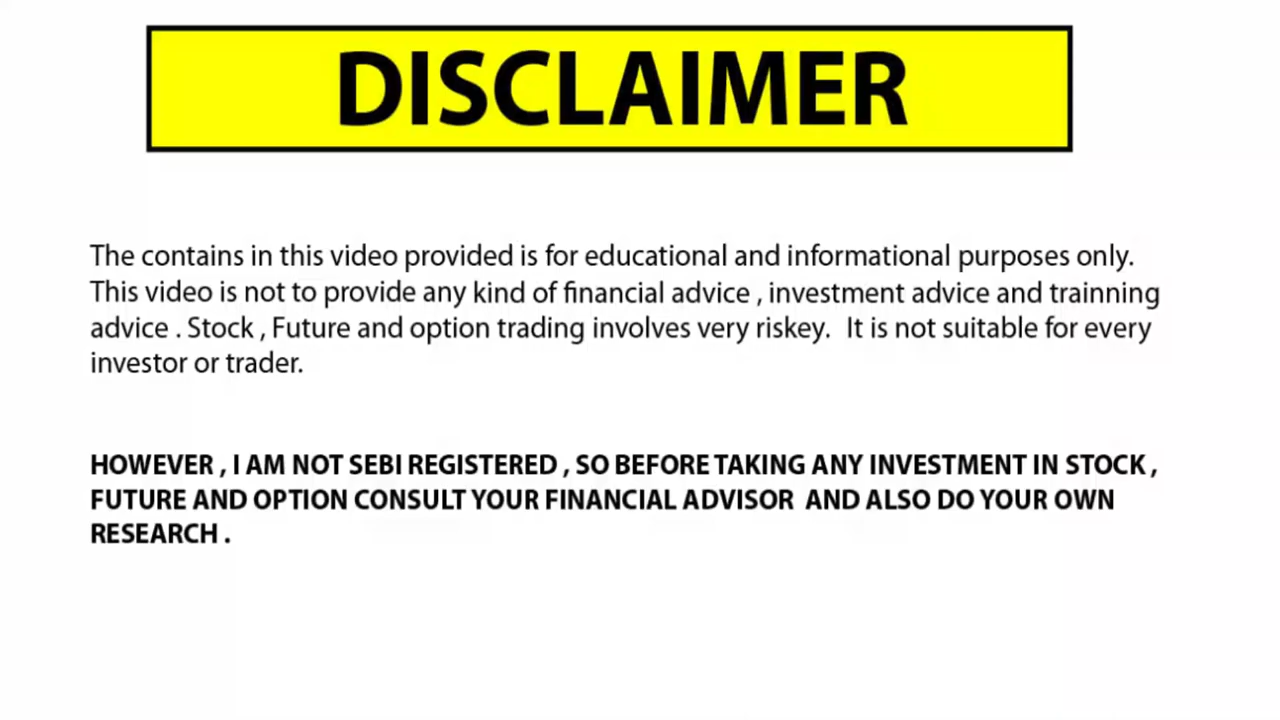 DISCLAIMER
The contains in this video provided is for educational and informational purposes only.
This video is not to provide any kind of financial advice , investment advice and trainning
advice . Stock , Future and option trading involves very riskey.  It is not suitable for every
investor or trader.
HOWEVER , I AM NOT SEBI REGISTERED , SO BEFORE TAKING ANY INVESTMENT IN STOCK ,
FUTURE AND OPTION CONSULT YOUR FINANCIAL ADVISOR  AND ALSO DO YOUR OWN
RESEARCH .